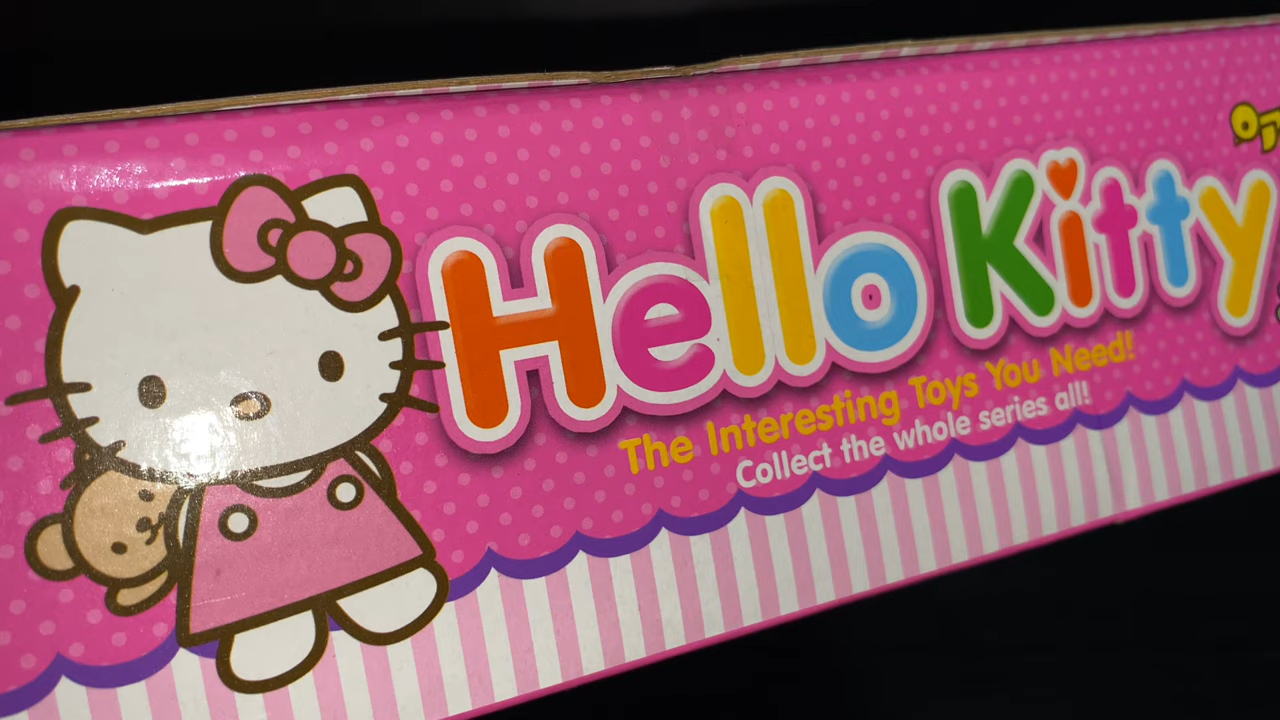 Hello Kitty
The Interesting Toys You Need!
Collect the whole series all!